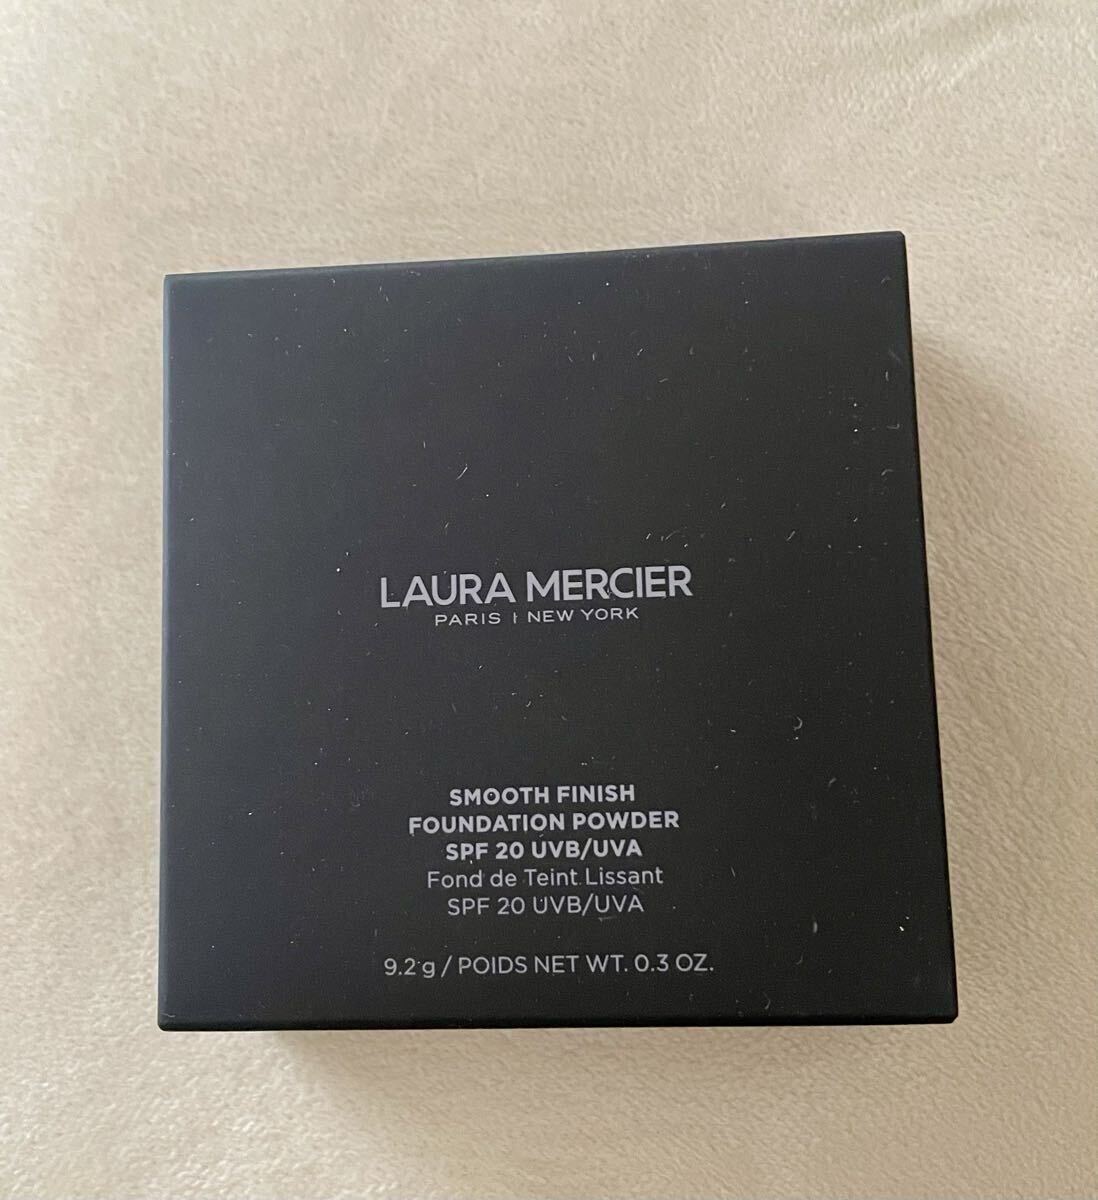 LAURA MERCIER
PARIS | NEW YORK
SMOOTH FINISH
FOUNDATION POWDER
SPF 20 UVB/UVA
Fond de Teint Lissant
SPF 20 UVB/UVA
9.2 g / POIDS NET WT. 0.3 OZ.